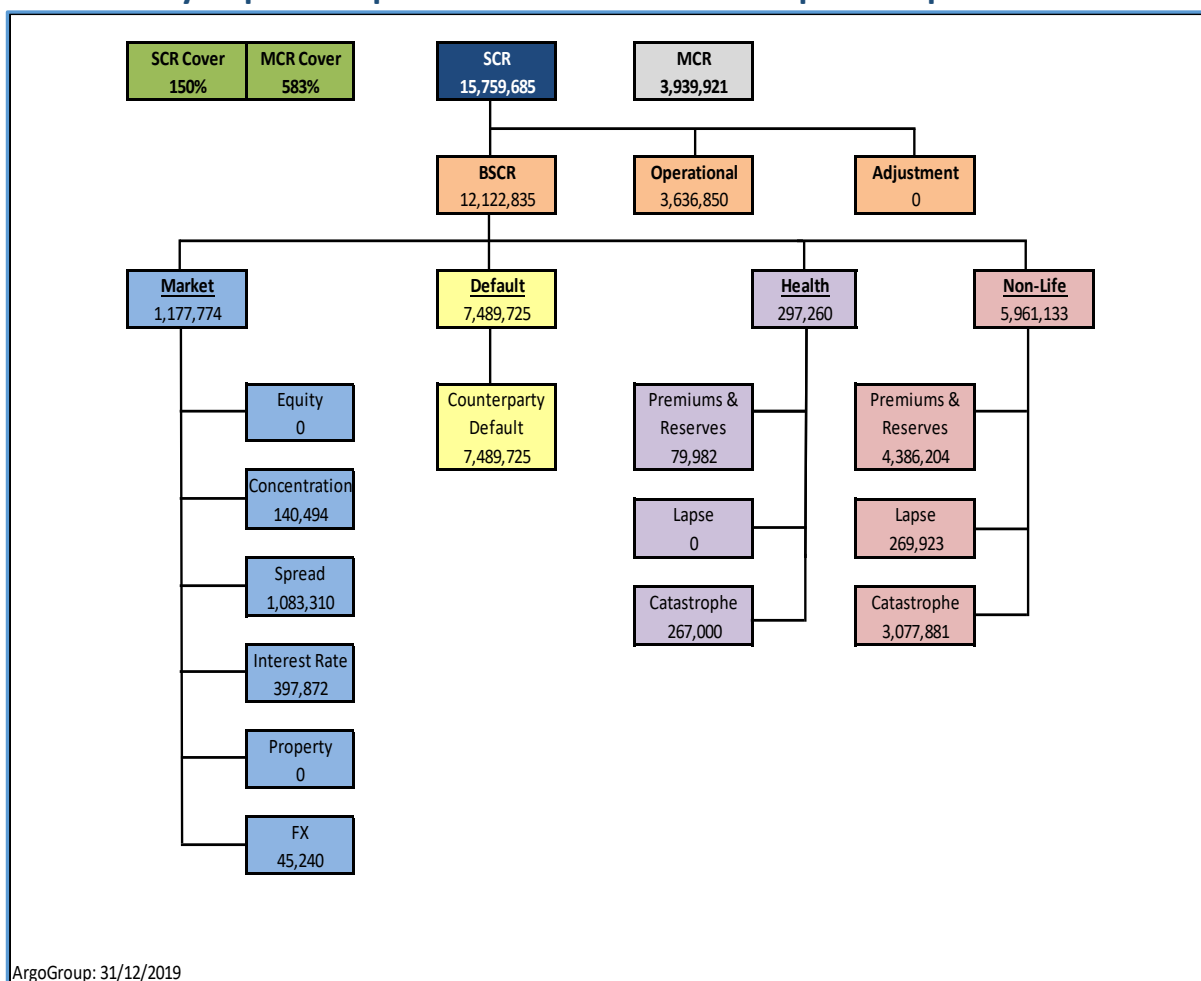 SCR Cover
150%
MCR Cover
583%
SCR
15,759,685
MCR
3,939,921
BSCR
12,122,835
Operational
3,636,850
Adjustment
0
Market
1,177,774
Default
7,489,725
Health
297,260
Non-Life
5,961,133
Equity
0
Concentration
140,494
Spread
1,083,310
Interest Rate
397,872
Property
0
FX
45,240
Counterparty
Default
7,489,725
Premiums &
Reserves
79,982
Lapse
0
Catastrophe
267,000
Premiums &
Reserves
4,386,204
Lapse
269,923
Catastrophe
3,077,881
ArgoGroup: 31/12/2019